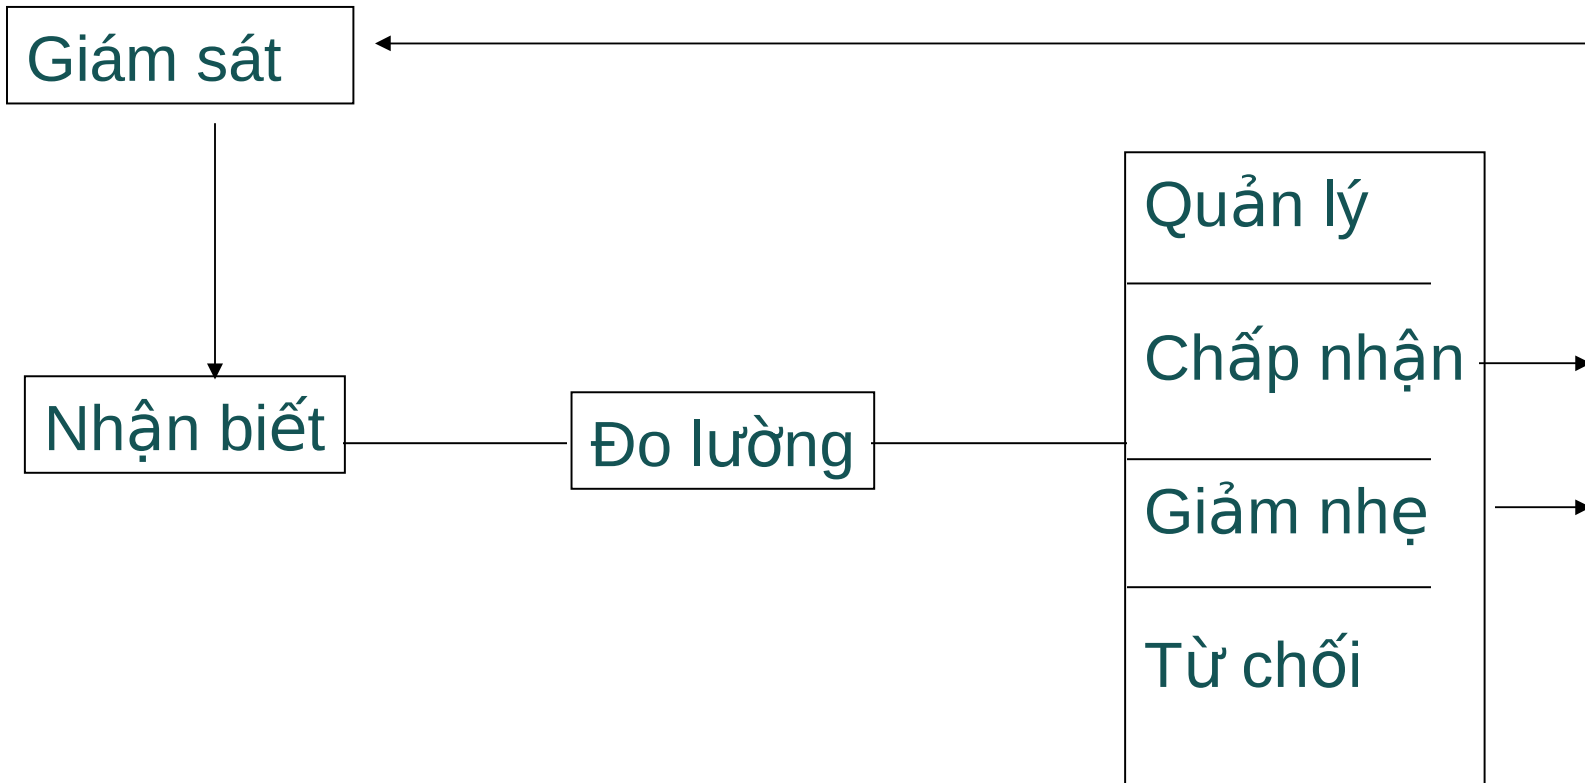 Giám sát
Quản lý
Chấp nhận
Nhận biết
Đo lường
Giảm nhẹ
Từ chối